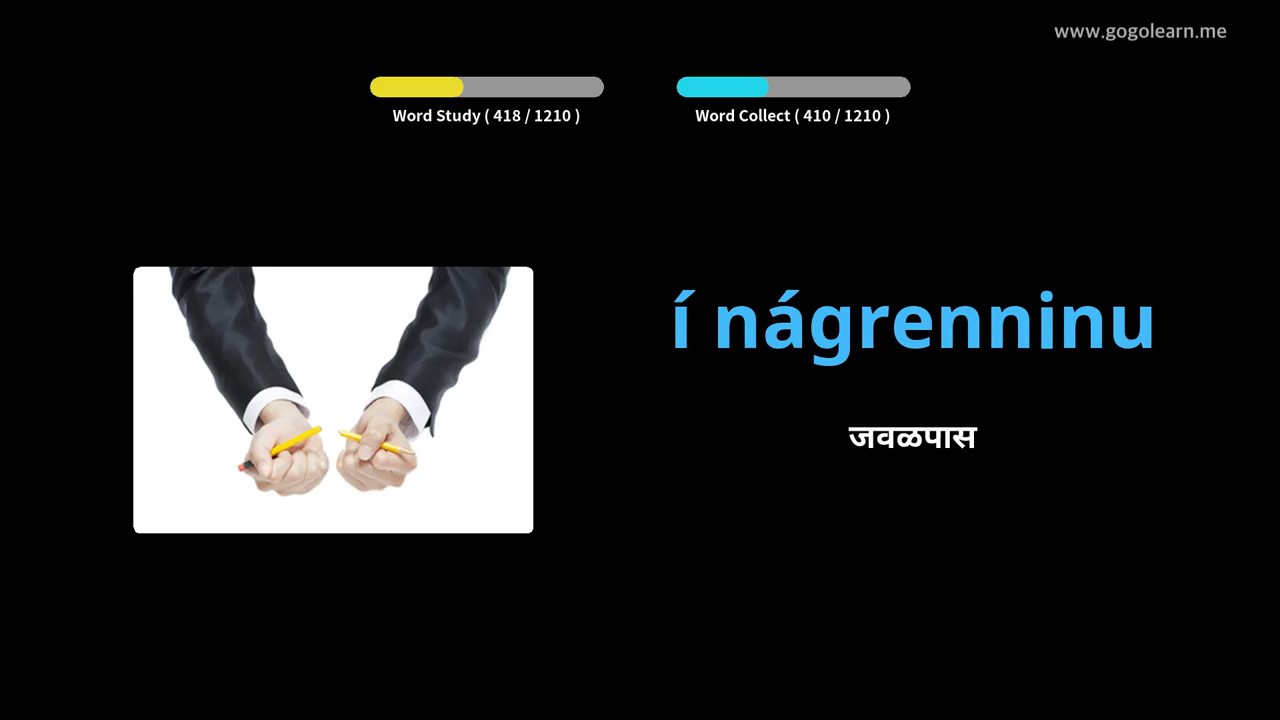 www.gogolearn.me
Word Study ( 418 / 1210 )
Word Collect ( 410 / 1210 )
í nágrenninu
जवळपास